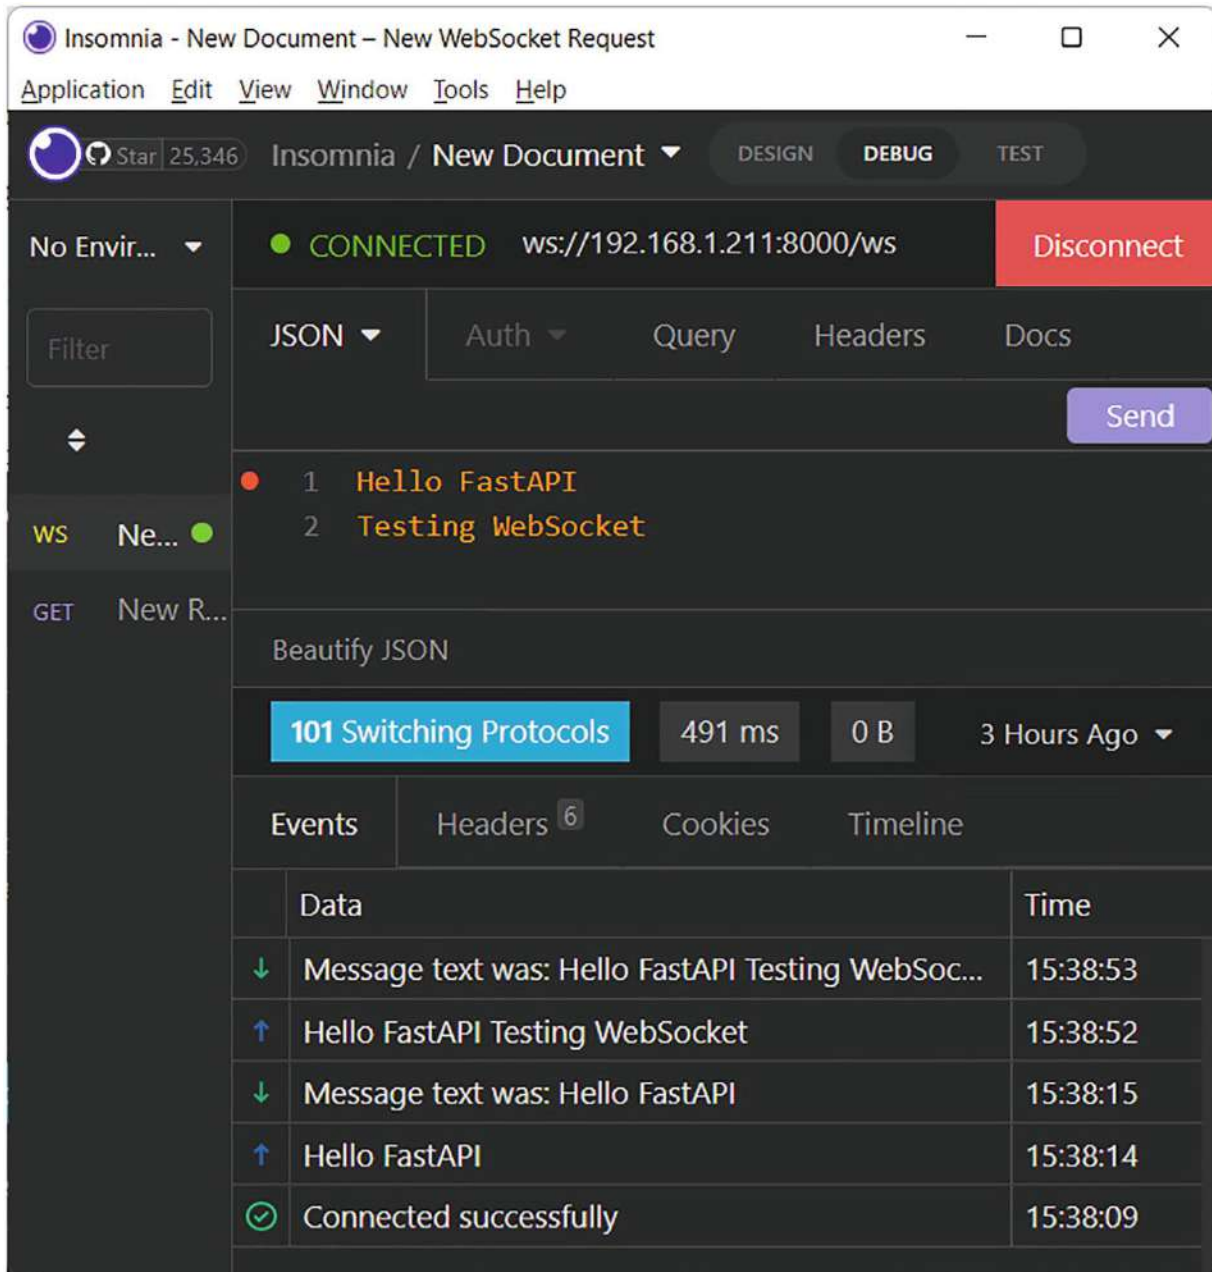 Insomnia - New Document – New WebSocket Request
Application Edit View Window Tools Help
Star 25,346 Insomnia / New Document DESIGN DEBUG TEST
No Envir... CONNECTED ws://192.168.1.211:8000/ws Disconnect
Filter JSON Auth Query Headers Docs
Send
1 Hello FastAPI
2 Testing WebSocket
WS Ne...
GET New R...
Beautify JSON
101 Switching Protocols 491 ms 0 B 3 Hours Ago
Events Headers 6 Cookies Timeline
Data Time
Message text was: Hello FastAPI Testing WebSoc... 15:38:53
Hello FastAPI Testing WebSocket 15:38:52
Message text was: Hello FastAPI 15:38:15
Hello FastAPI 15:38:14
Connected successfully 15:38:09